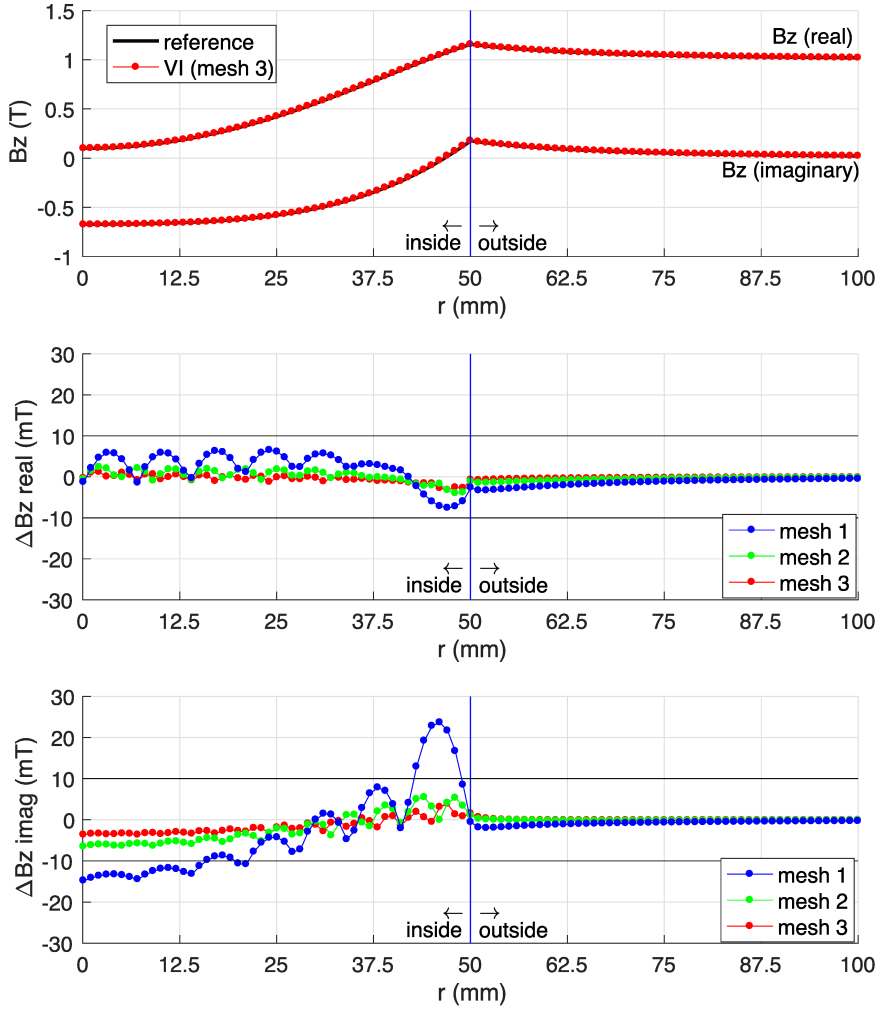 1.5
1
0.5
0
-0.5
-1
Bz (T)
reference
VI (mesh 3)
Bz (real)
Bz (imaginary)
← →
inside outside
0 12.5 25 37.5 50 62.5 75 87.5 100
r (mm)
30
20
10
0
-10
-20
-30
ΔBz real (mT)
mesh 1
mesh 2
mesh 3
← →
inside outside
0 12.5 25 37.5 50 62.5 75 87.5 100
r (mm)
30
20
10
0
-10
-20
-30
ΔBz imag (mT)
mesh 1
mesh 2
mesh 3
← →
inside outside
0 12.5 25 37.5 50 62.5 75 87.5 100
r (mm)